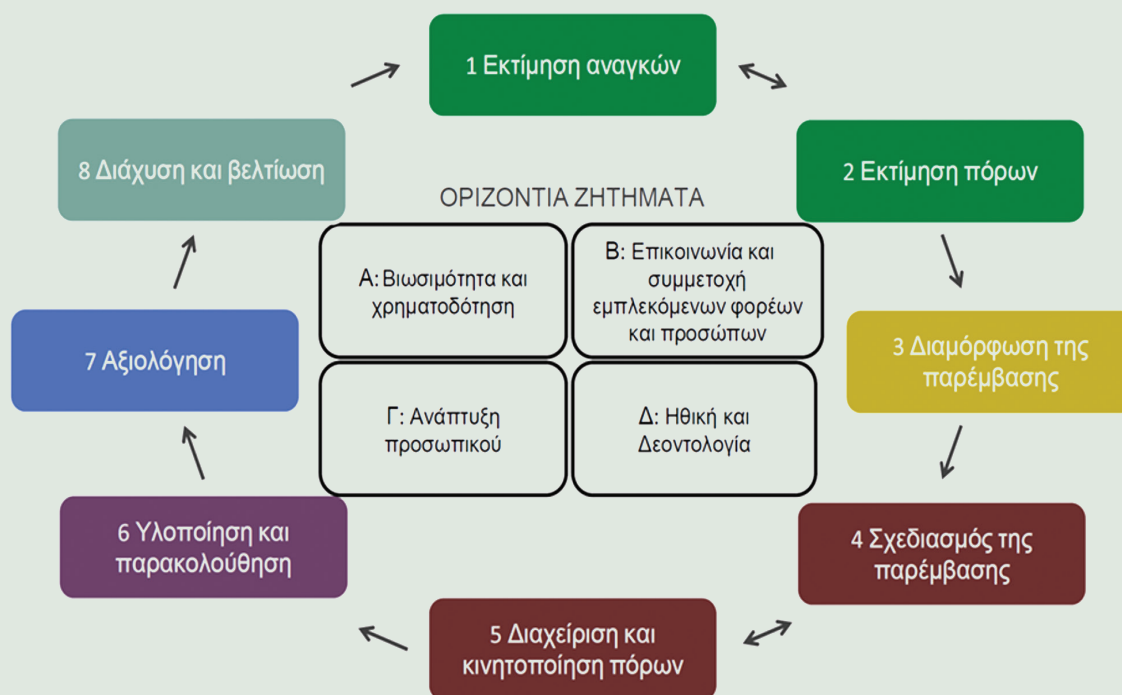 1 Εκτίμηση αναγκών
2 Εκτίμηση πόρων
3 Διαμόρφωση της
παρέμβασης
4 Σχεδιασμός της
παρέμβασης
5 Διαχείριση και
κινητοποίηση πόρων
6 Υλοποίηση και
παρακολούθηση
7 Αξιολόγηση
8 Διάχυση και βελτίωση
ΟΡΙΖΟΝΤΙΑ ΖΗΤΗΜΑΤΑ
Α: Βιωσιμότητα και
χρηματοδότηση
Β: Επικοινωνία και
συμμετοχή
εμπλεκόμενων φορέων
και προσώπων
Γ: Ανάπτυξη
προσωπικού
Δ: Ηθική και
Δεοντολογία